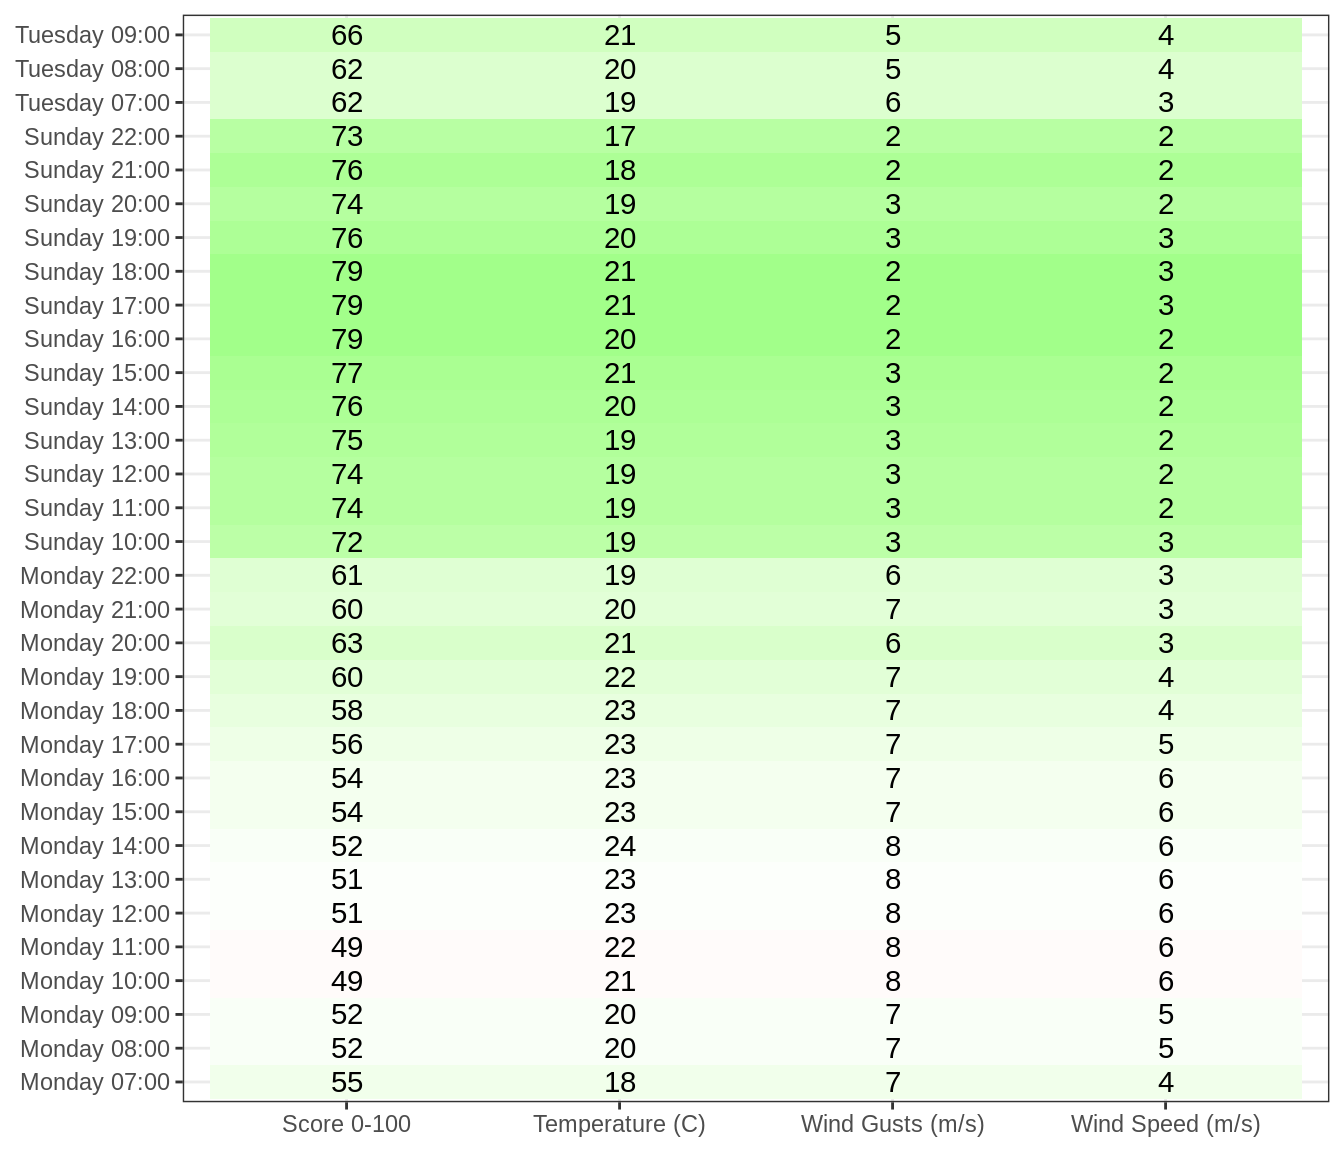 Tuesday 09:00 66 21 5 4
Tuesday 08:00 62 20 5 4
Tuesday 07:00 62 19 6 3
Sunday 22:00 73 17 2 2
Sunday 21:00 76 18 2 2
Sunday 20:00 74 19 3 2
Sunday 19:00 76 20 3 3
Sunday 18:00 79 21 2 3
Sunday 17:00 79 21 2 3
Sunday 16:00 79 20 2 2
Sunday 15:00 77 21 3 2
Sunday 14:00 76 20 3 2
Sunday 13:00 75 19 3 2
Sunday 12:00 74 19 3 2
Sunday 11:00 74 19 3 2
Sunday 10:00 72 19 3 3
Monday 22:00 61 19 6 3
Monday 21:00 60 20 7 3
Monday 20:00 63 21 6 3
Monday 19:00 60 22 7 4
Monday 18:00 58 23 7 4
Monday 17:00 56 23 7 5
Monday 16:00 54 23 7 6
Monday 15:00 54 23 7 6
Monday 14:00 52 24 8 6
Monday 13:00 51 23 8 6
Monday 12:00 51 23 8 6
Monday 11:00 49 22 8 6
Monday 10:00 49 21 8 6
Monday 09:00 52 20 7 5
Monday 08:00 52 20 7 5
Monday 07:00 55 18 7 4
Score 0-100 Temperature (C) Wind Gusts (m/s) Wind Speed (m/s)